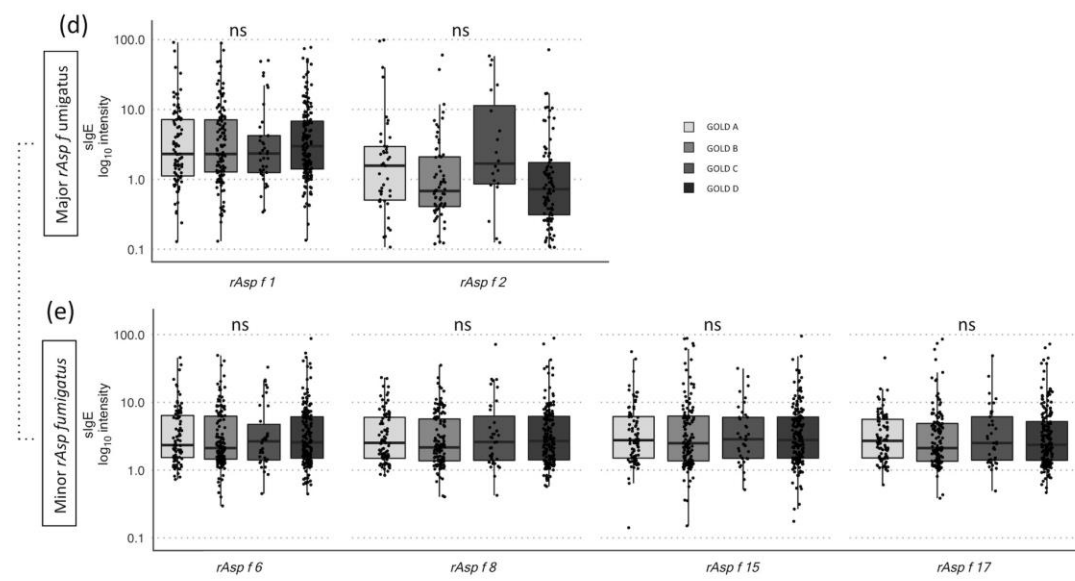 (d)
Major rAsp f umigatus
sIgE
log10 intensity
100.0
10.0
1.0
0.1
ns
ns
rAsp f 1
rAsp f 2
GOLD A
GOLD B
GOLD C
GOLD D
(e)
Minor rAsp fumigatus
sIgE
log10 intensity
100.0
10.0
1.0
0.1
ns
ns
ns
ns
rAsp f 6
rAsp f 8
rAsp f 15
rAsp f 17